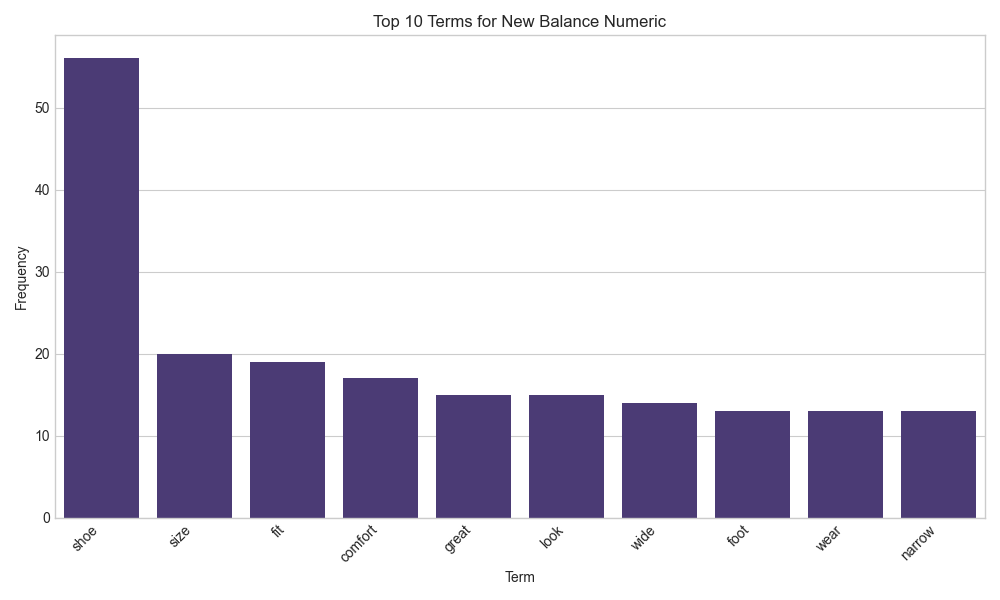 Top 10 Terms for New Balance Numeric
Frequency
50
40
30
20
10
0
shoe
size
fit
comfort
great
look
wide
foot
wear
narrow
Term